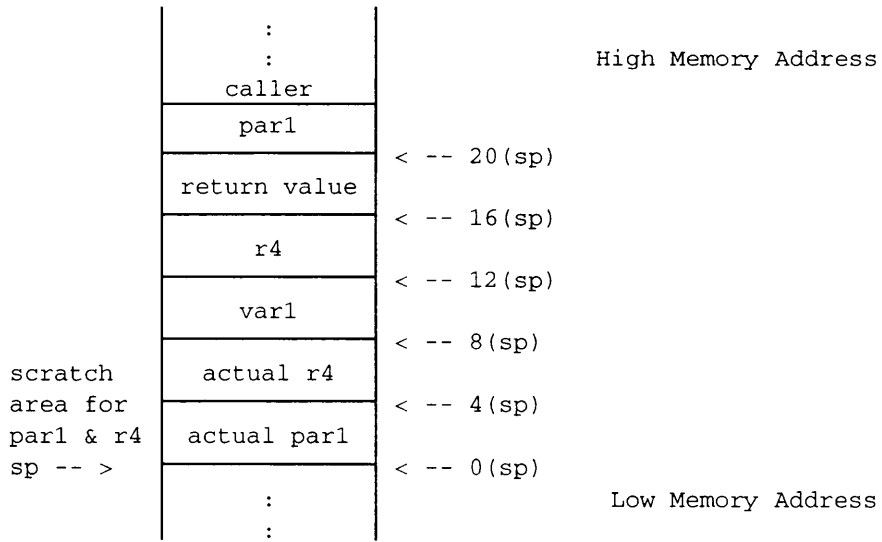 :
:
High Memory Address
caller
par1
< -- 20(sp)
return value
< -- 16(sp)
r4
< -- 12(sp)
var1
< -- 8(sp)
scratch
actual r4
area for
< -- 4(sp)
par1 & r4
actual par1
sp -- >
< -- 0(sp)
:
Low Memory Address
: